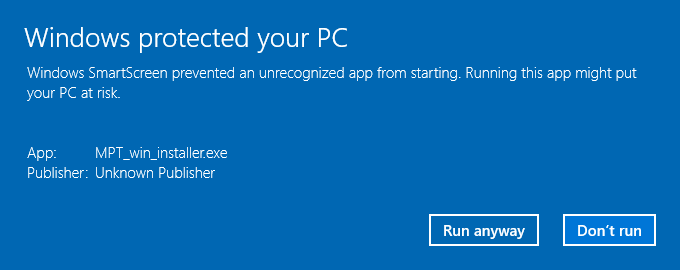 Windows protected your PC
Windows SmartScreen prevented an unrecognized app from starting. Running this app might put
your PC at risk.
App: MPT_win_installer.exe
Publisher: Unknown Publisher
Run anyway Don't run